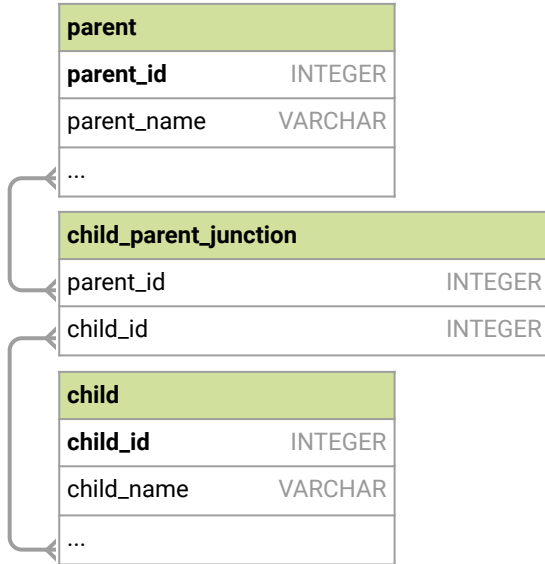 parent
parent_id INTEGER
parent_name VARCHAR
...
child_parent_junction
parent_id INTEGER
child_id INTEGER
child
child_id INTEGER
child_name VARCHAR
...